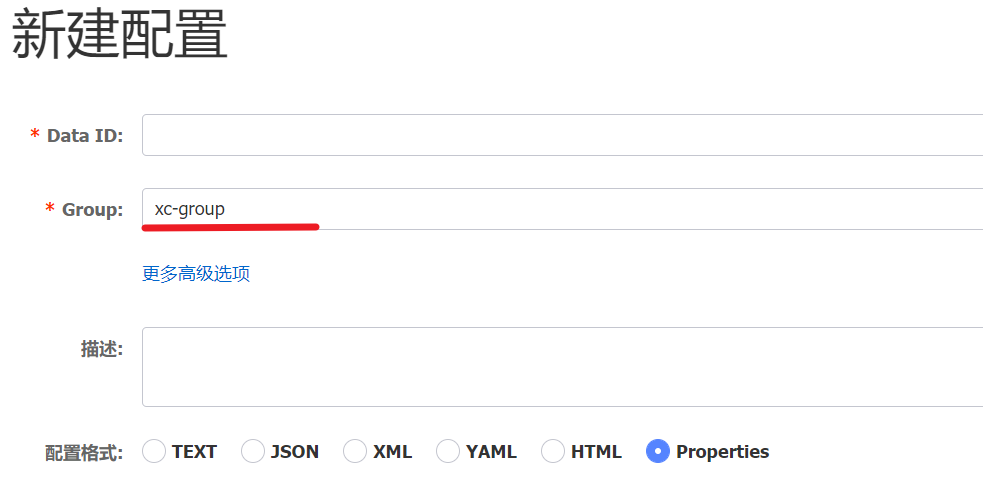 新建配置
* Data ID:
* Group: xc-group
更多高级选项
描述:
配置格式: TEXT JSON XML YAML HTML Properties